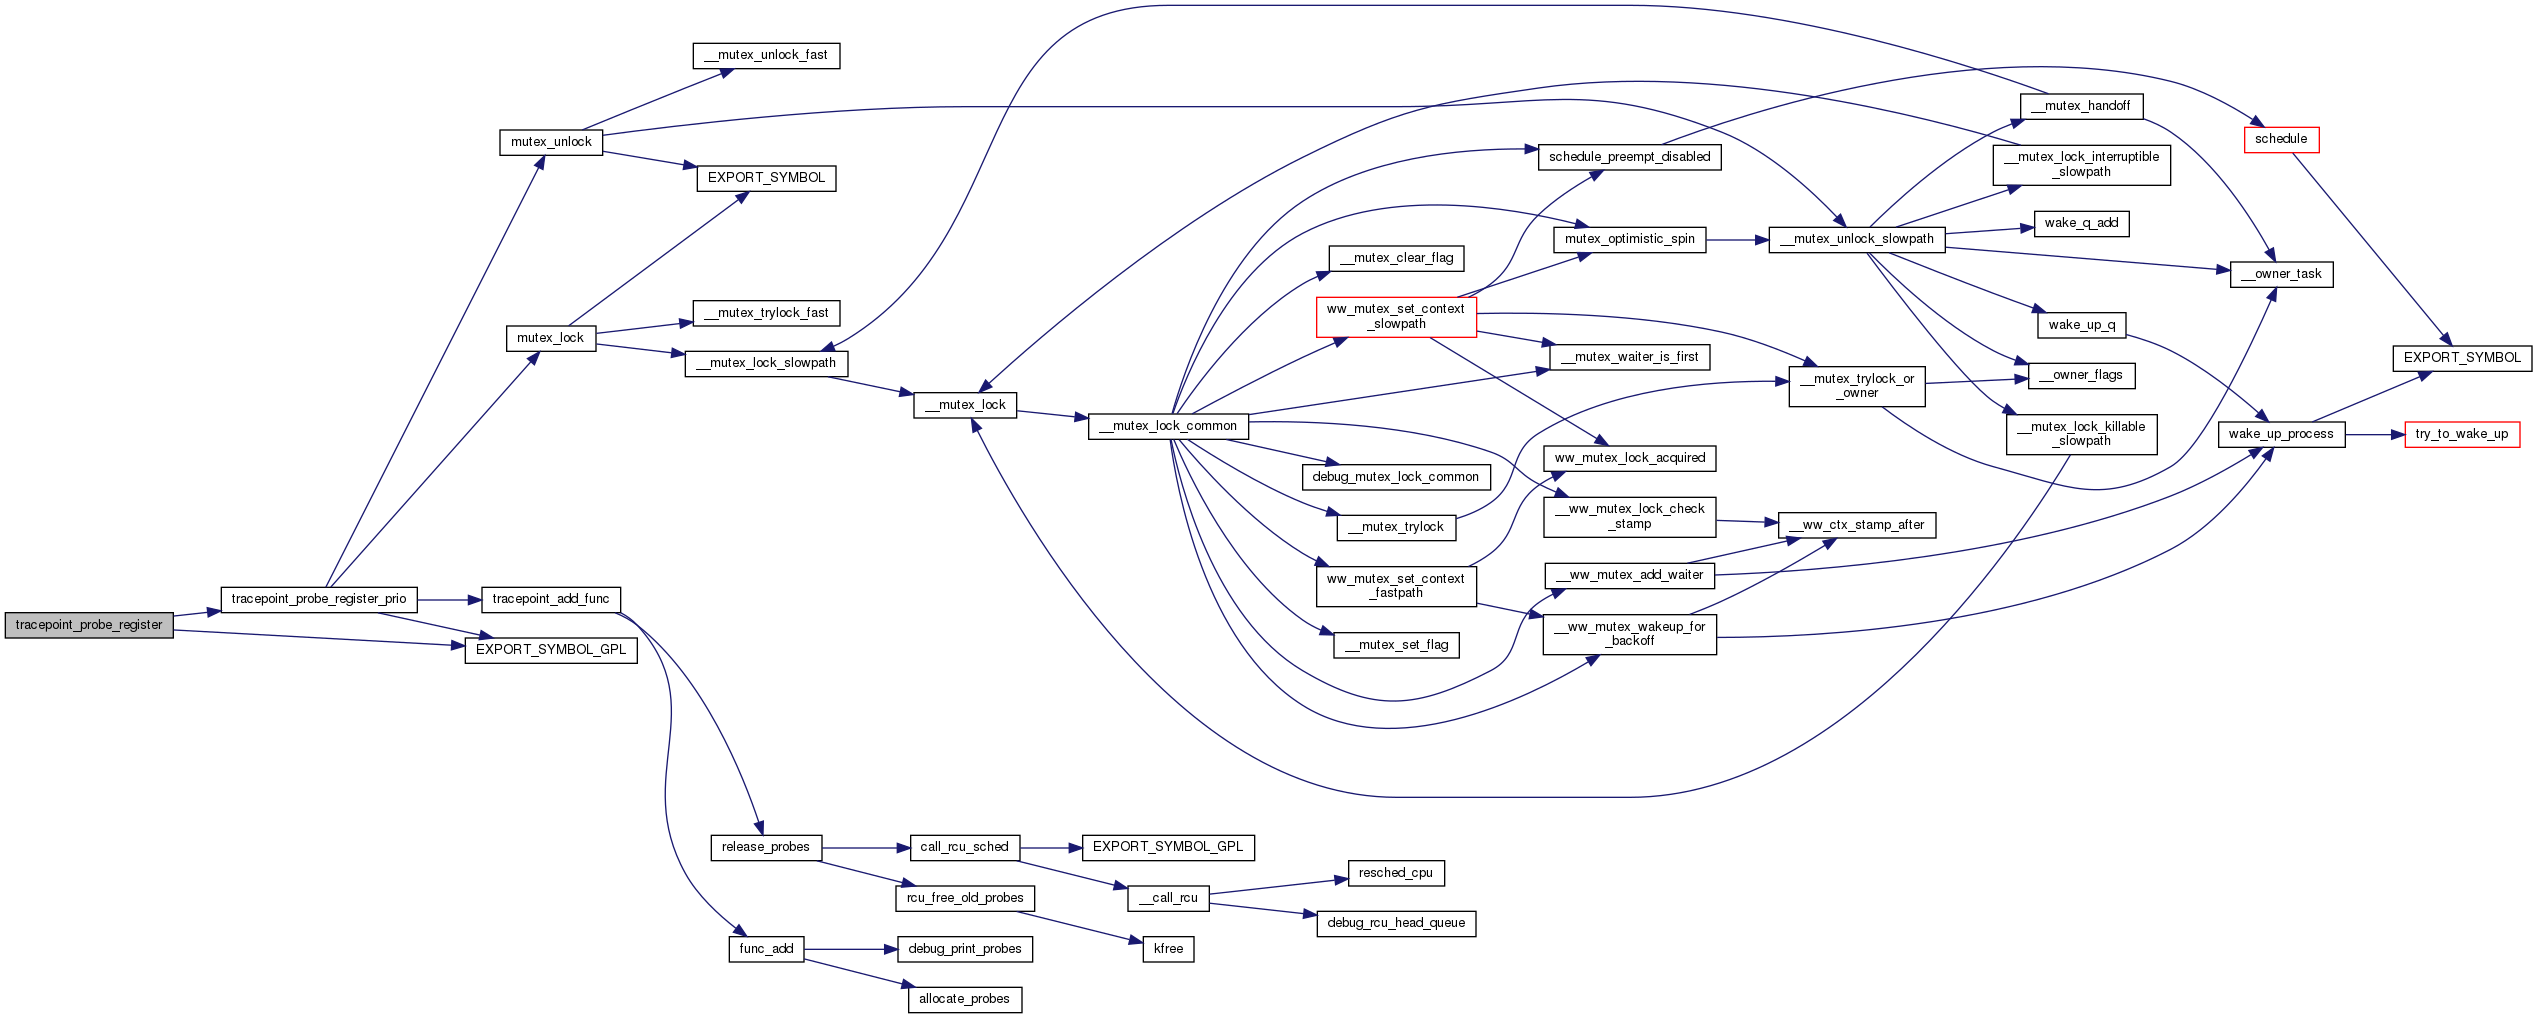 __mutex_unlock_fast
__mutex_handoff
mutex_unlock
schedule
schedule_preempt_disabled
__mutex_lock_interruptible
_slowpath
EXPORT_SYMBOL
wake_q_add
mutex_optimistic_spin
__mutex_unlock_slowpath
__mutex_clear_flag
__owner_task
__mutex_trylock_fast
ww_mutex_set_context
_slowpath
wake_up_q
mutex_lock
__mutex_lock_slowpath
__mutex_waiter_is_first
EXPORT_SYMBOL
__mutex_trylock_or
_owner
__owner_flags
__mutex_lock
__mutex_lock_common
__mutex_lock_killable
_slowpath
wake_up_process
try_to_wake_up
ww_mutex_lock_acquired
debug_mutex_lock_common
__ww_mutex_lock_check
_stamp
__mutex_trylock
__ww_ctx_stamp_after
ww_mutex_set_context
_fastpath
__ww_mutex_add_waiter
tracepoint_probe_register_prio
tracepoint_add_func
tracepoint_probe_register
__ww_mutex_wakeup_for
_backoff
EXPORT_SYMBOL_GPL
__mutex_set_flag
release_probes
call_rcu_sched
EXPORT_SYMBOL_GPL
resched_cpu
rcu_free_old_probes
__call_rcu
debug_rcu_head_queue
func_add
debug_print_probes
kfree
allocate_probes